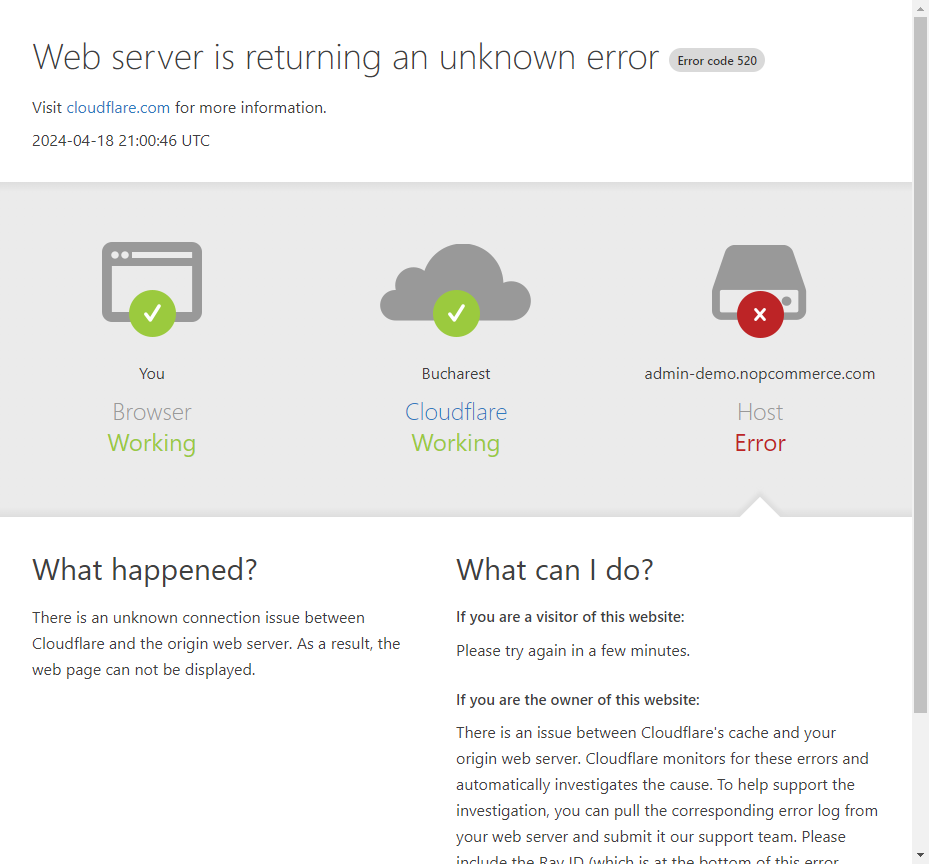 Web server is returning an unknown error Error code 520
Visit cloudflare.com for more information.
2024-04-18 21:00:46 UTC
You
Browser
Working
Bucharest
Cloudflare
Working
admin-demo.nopcommerce.com
Host
Error
What happened?
There is an unknown connection issue between
Cloudflare and the origin web server. As a result, the
web page can not be displayed.
What can I do?
If you are a visitor of this website:
Please try again in a few minutes.
If you are the owner of this website:
There is an issue between Cloudflare's cache and your
origin web server. Cloudflare monitors for these errors and
automatically investigates the cause. To help support the
investigation, you can pull the corresponding error log from
your web server and submit it our support team. Please
include the Ray ID (which is at the bottom of this error